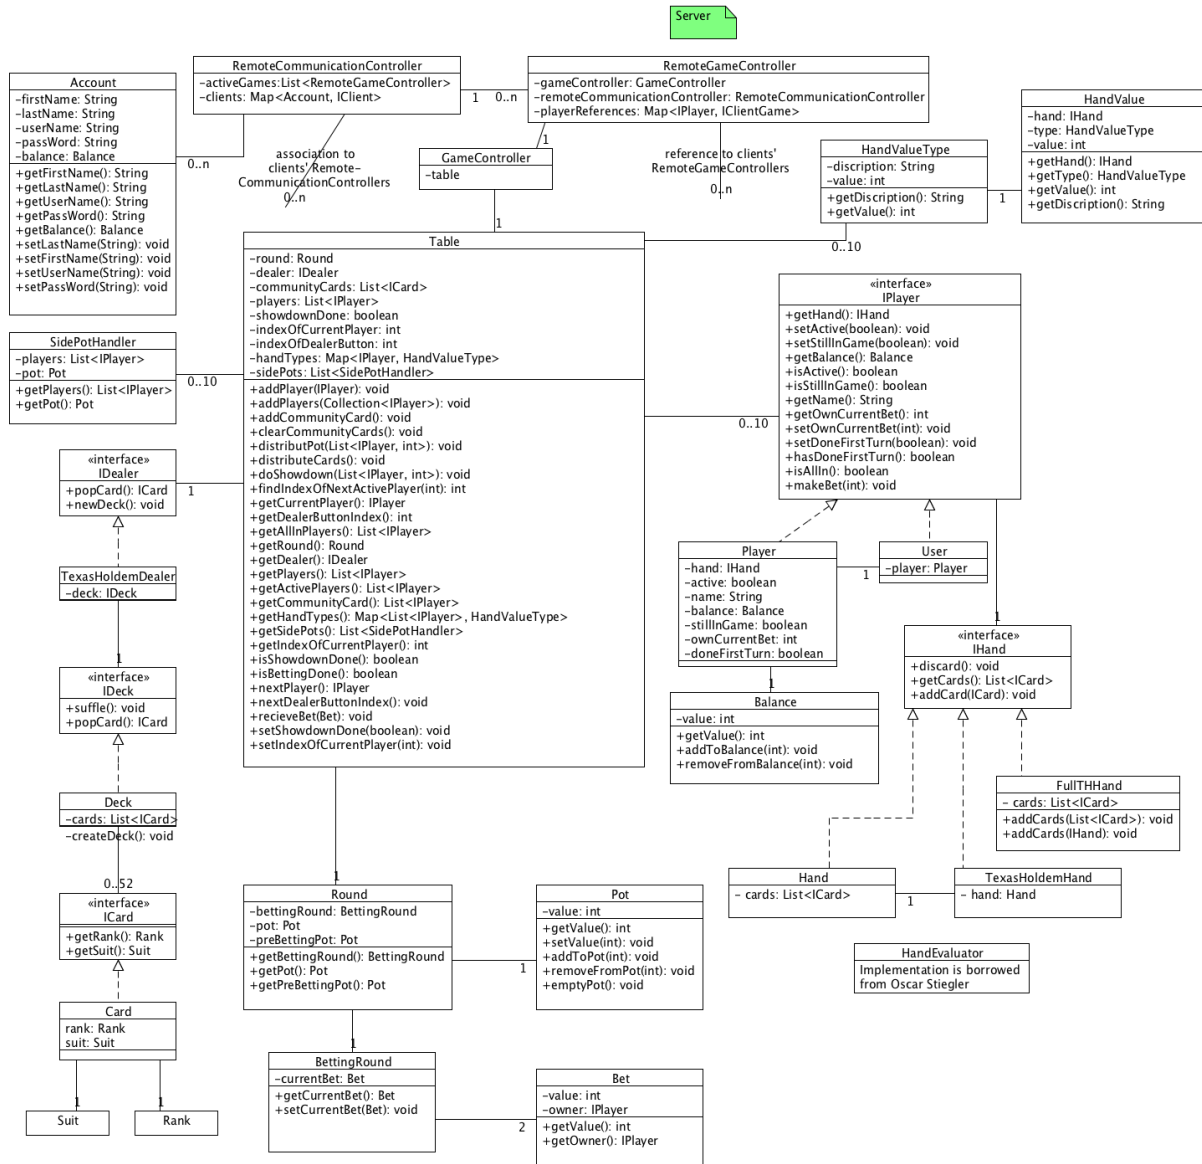 Server
RemoteCommunicationController
-activeGames:List<RemoteGameController>
-clients: Map<Account, IClient>
1
0..n
RemoteGameController
-gameController: GameController
-remoteCommunicationController: RemoteCommunicationController
-playerReferences: Map<IPlayer, IClientGame>
Account
-firstName: String
-lastName: String
-userName: String
-passWord: String
-balance: Balance
+getFirstName(): String
+getLastName(): String
+getUserName(): String
+getPassWord(): String
+getBalance(): Balance
+setLastName(String): void
+setFirstName(String): void
+setUserName(String): void
+setPassWord(String): void
0..n
association to
clients' Remote-
CommunicationControllers
0..n
1
GameController
-table
1
reference to clients'
RemoteGameControllers
0..n
HandValueType
-discription: String
-value: int
+getDiscription(): String
+getValue(): int
1
0..10
HandValue
-hand: IHand
-type: HandValueType
-value: int
+getHand(): IHand
+getType(): HandValueType
+getValue(): int
+getDiscription(): String
Table
-round: Round
-dealer: IDealer
-communityCards: List<ICard>
-players: List<IPlayer>
-showdownDone: boolean
-indexOfCurrentPlayer: int
-indexOfDealerButton: int
-handTypes: Map<IPlayer, HandValueType>
-sidePots: List<SidePotHandler>
+addPlayer(IPlayer): void
+addPlayers(Collection<IPlayer>): void
+addCommunityCard(): void
+clearCommunityCards(): void
+distributPot(List<IPlayer, int>): void
+distributeCards(): void
+doShowdown(List<IPlayer, int>): void
+findIndexOfNextActivePlayer(int): int
+getCurrentPlayer(): IPlayer
+getDealerButtonIndex(): int
+getAllInPlayers(): List<IPlayer>
+getRound(): Round
+getDealer(): IDealer
+getPlayers(): List<IPlayer>
+getActivePlayers(): List<IPlayer>
+getCommunityCard(): List<IPlayer>
+getHandTypes(): Map<List<IPlayer>, HandValueType>
+getSidePots(): List<SidePotHandler>
+getIndexOfCurrentPlayer(): int
+isShowdownDone(): boolean
+isBettingDone(): boolean
+nextPlayer(): IPlayer
+nextDealerButtonIndex(): void
+recieveBet(Bet): void
+setShowdownDone(boolean): void
+setIndexOfCurrentPlayer(int): void
SidePotHandler
-players: List<IPlayer>
-pot: Pot
+getPlayers(): List<IPlayer>
+getPot(): Pot
0..10
«interface»
IDealer
+popCard(): ICard
+newDeck(): void
1
TexasHoldemDealer
-deck: IDeck
1
«interface»
IDeck
+suffle(): void
+popCard(): ICard
Deck
-cards: List<ICard>
-createDeck(): void
0..52
«interface»
ICard
+getRank(): Rank
+getSuit(): Suit
Card
rank: Rank
suit: Suit
1
1
Suit
Rank
«interface»
IPlayer
+getHand(): IHand
+setActive(boolean): void
+setStillInGame(boolean): void
+getBalance(): Balance
+isActive(): boolean
+isStillInGame(): boolean
+getName(): String
+getOwnCurrentBet(): int
+setOwnCurrentBet(int): void
+setDoneFirstTurn(boolean): void
+hasDoneFirstTurn(): boolean
+isAllIn(): boolean
+makeBet(int): void
0..10
Player
-hand: IHand
-active: boolean
-name: String
-balance: Balance
-stillInGame: boolean
-ownCurrentBet: int
-doneFirstTurn: boolean
1
User
-player: Player
1
1
Balance
-value: int
+getValue(): int
+addToBalance(int): void
+removeFromBalance(int): void
«interface»
IHand
+discard(): void
+getCards(): List<ICard>
+addCard(ICard): void
FullTHHand
- cards: List<ICard>
+addCards(List<ICard>): void
+addCards(IHand): void
Hand
- cards: List<ICard>
1
TexasHoldemHand
- hand: Hand
HandEvaluator
Implementation is borrowed
from Oscar Stiegler
1
Round
-bettingRound: BettingRound
-pot: Pot
-preBettingPot: Pot
+getBettingRound(): BettingRound
+getPot(): Pot
+getPreBettingPot: Pot
1
Pot
-value: int
+getValue(): int
+setValue(int): void
+addToPot(int): void
+removeFromPot(int): void
+emptyPot(): void
1
BettingRound
-currentBet: Bet
+getCurrentBet(): Bet
+setCurrentBet(Bet): void
2
Bet
-value: int
-owner: IPlayer
+getValue(): int
+getOwner(): IPlayer